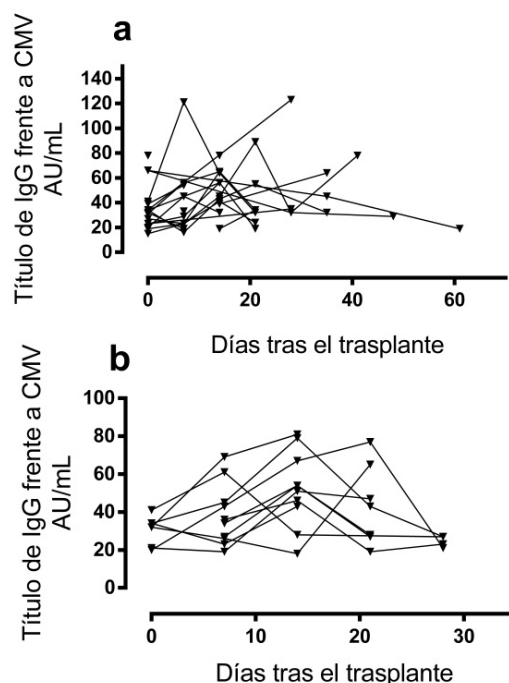 a
Título de IgG frente a CMV
AU/mL
140
120
100
80
60
40
20
0
0 20 40 60
Días tras el trasplante
b
Título de IgG frente a CMV
AU/mL
100
80
60
40
20
0
0 10 20 30
Días tras el trasplante